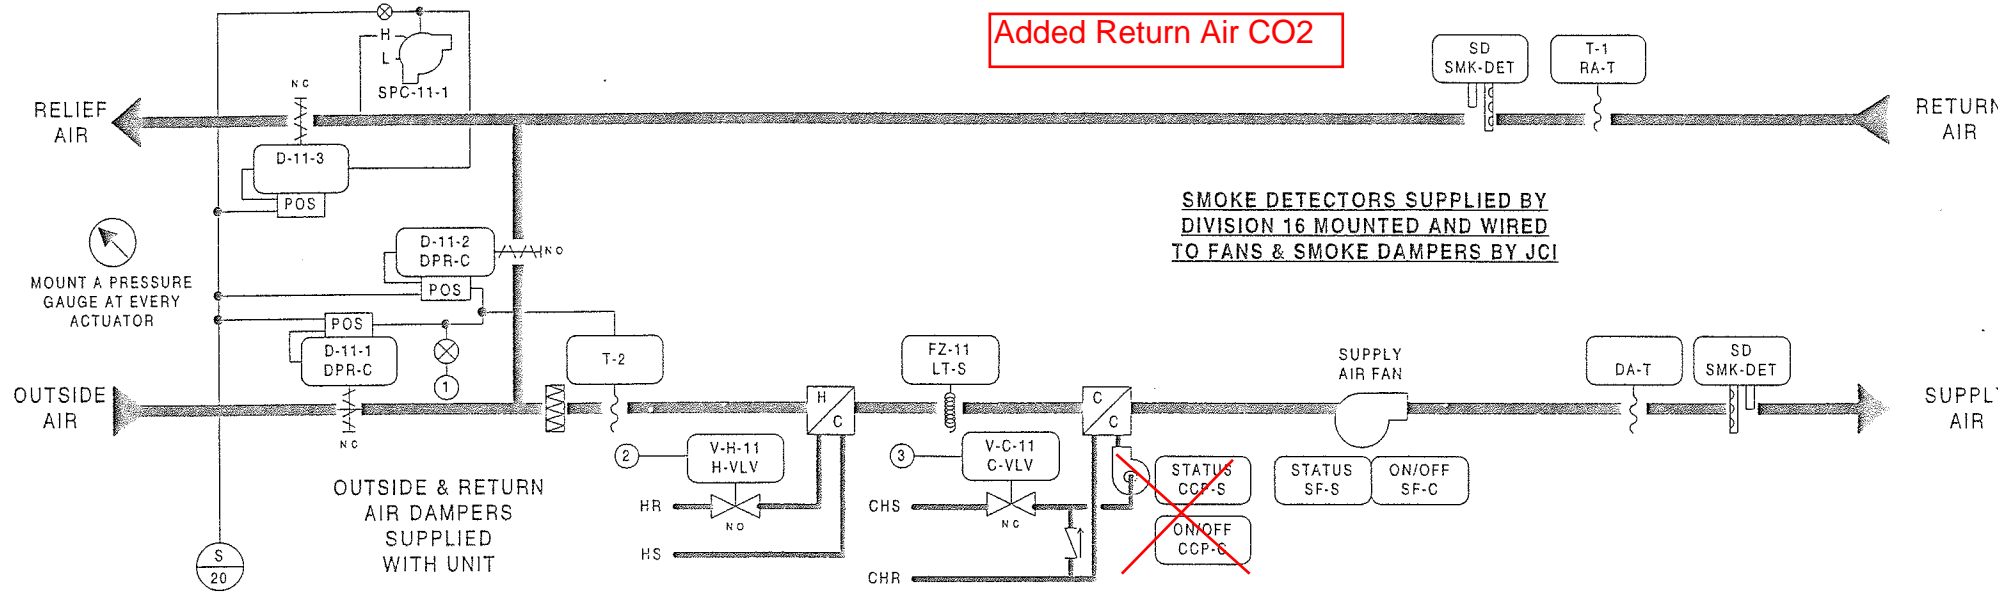 Added Return Air CO2
H
L
SPC-11-1
NC
RELIEF
AIR
D-11-3
POS
SD
SMK-DET
T-1
RA-T
RETURN
AIR
SMOKE DETECTORS SUPPLIED BY
DIVISION 16 MOUNTED AND WIRED
TO FANS & SMOKE DAMPERS BY JCI
MOUNT A PRESSURE
GAUGE AT EVERY
ACTUATOR
D-11-2
DPR-C
NO
POS
POS
D-11-1
DPR-C
NC
1
OUTSIDE
AIR
T-2
FZ-11
LT-S
SUPPLY
AIR FAN
DA-T
SD
SMK-DET
SUPPLY
AIR
H
C
C
C
2
V-H-11
H-VLV
NO
HR
HS
3
V-C-11
C-VLV
NC
CHS
CHR
STATUS
CCP-S
ON/OFF
CCP-C
STATUS
SF-S
ON/OFF
SF-C
OUTSIDE & RETURN
AIR DAMPERS
SUPPLIED
WITH UNIT
S
20